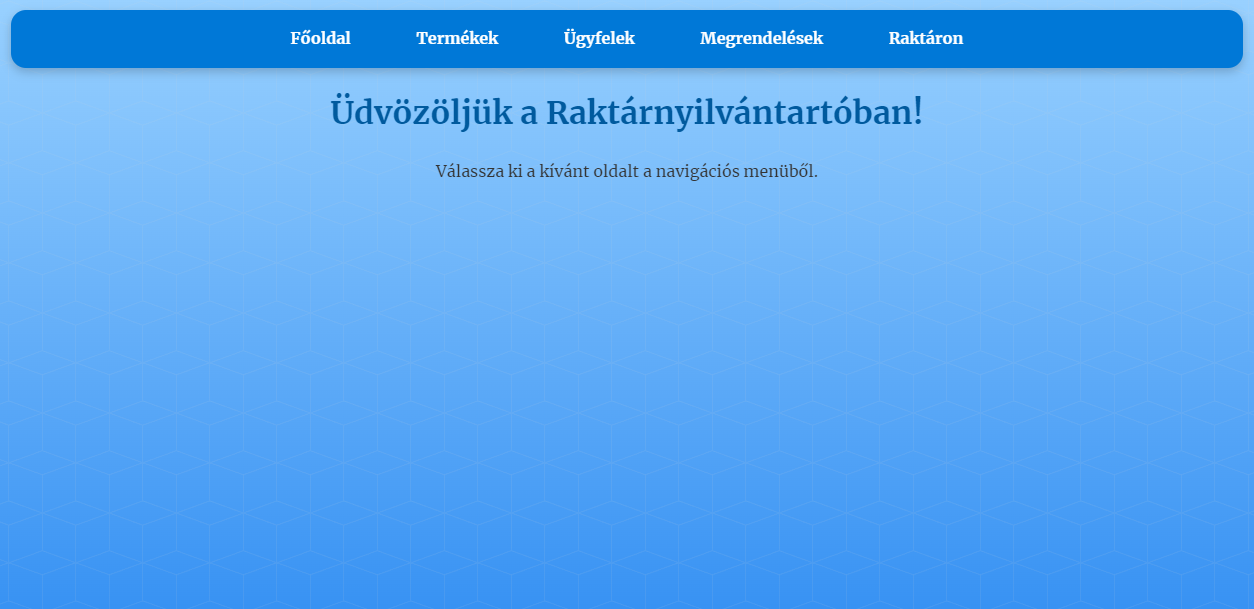 Főoldal Termékek Ügyfelek Megrendelések Raktáron
Üdvözöljük a Raktárnyilvántartóban!
Válassza ki a kívánt oldalt a navigációs menüből.